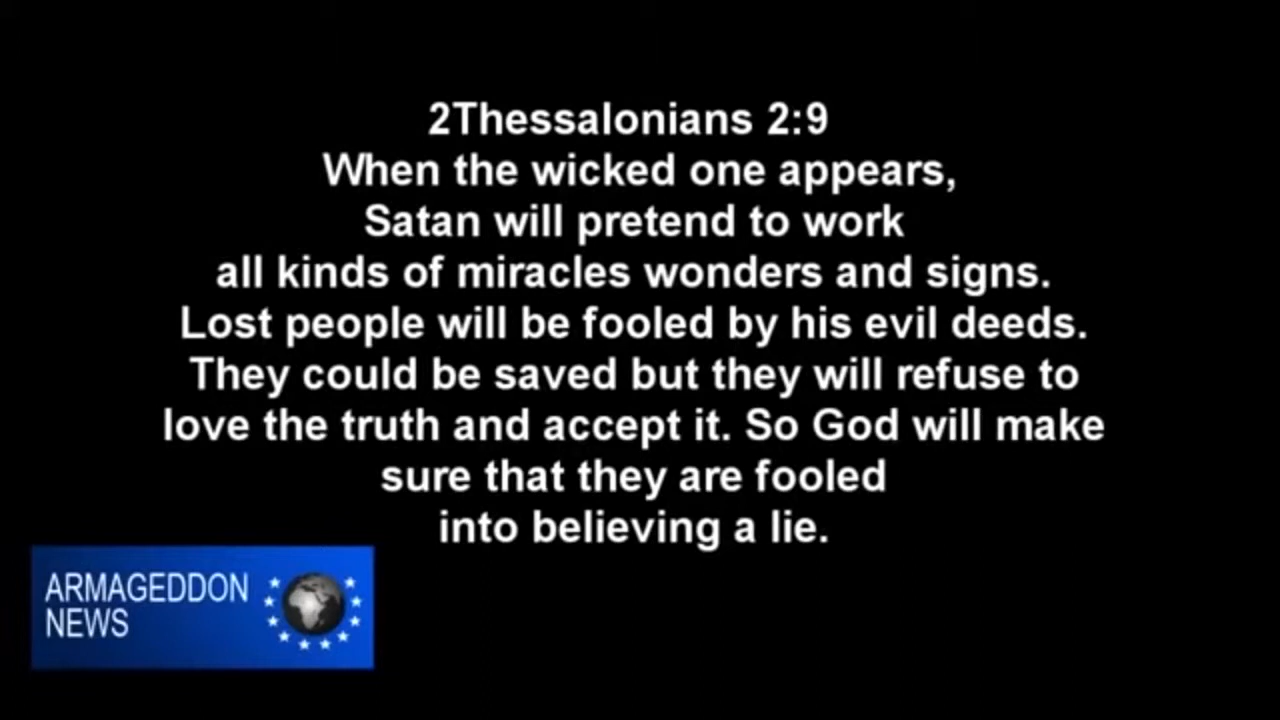 2Thessalonians 2:9
When the wicked one appears,
Satan will pretend to work
all kinds of miracles wonders and signs.
Lost people will be fooled by his evil deeds.
They could be saved but they will refuse to
love the truth and accept it. So God will make
sure that they are fooled
into believing a lie.
ARMAGEDDON
NEWS